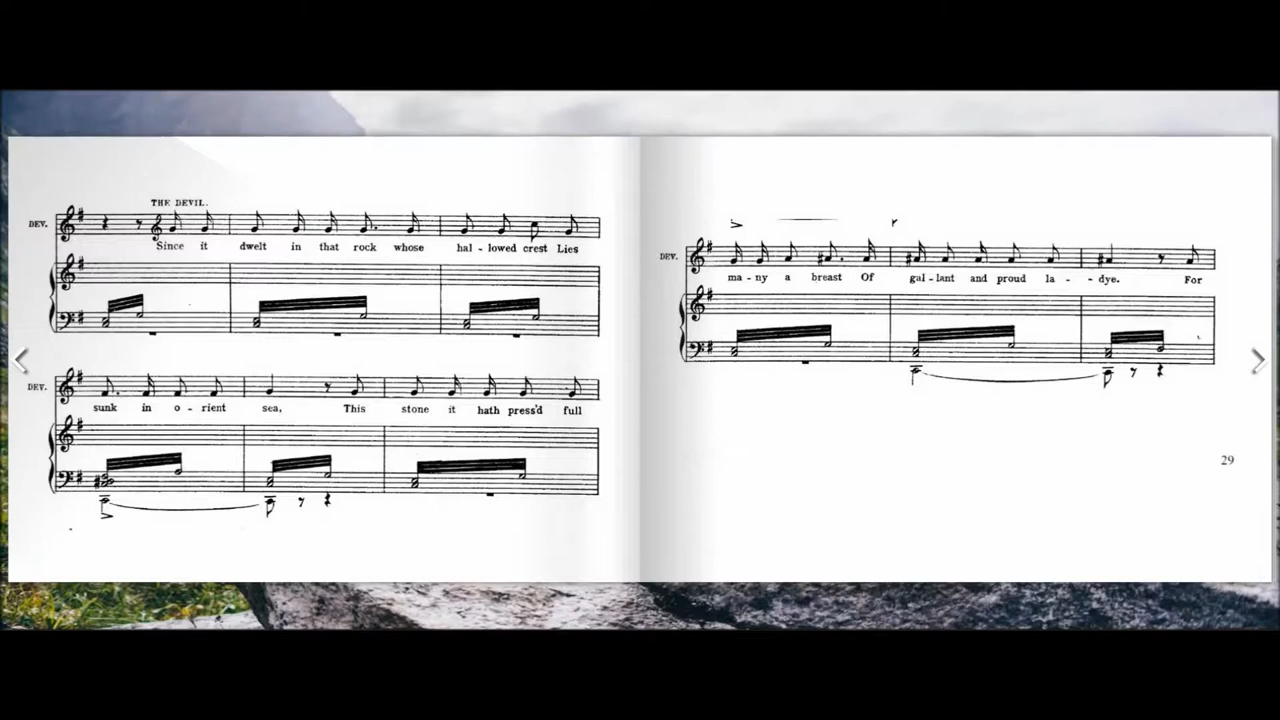 THE DEVIL.
DEV.
Since it dwelt in that rock whose hal-lowed crest Lies
DEV.
sunk in o-rient sea, This stone it hath press'd full
DEV.
ma-ny a breast Of gal-lant and proud la--dye. For
29